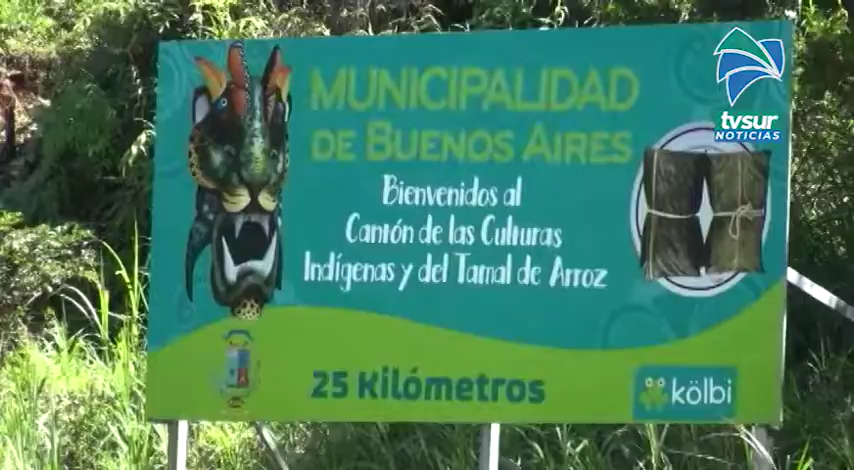 tvsur
NOTICIAS
MUNICIPALIDAD
DE BUENOS AIRES
Bienvenidos al
Cantón de las Culturas
Indígenas y del Tamal de Arroz
25 Kilómetros
kölbi